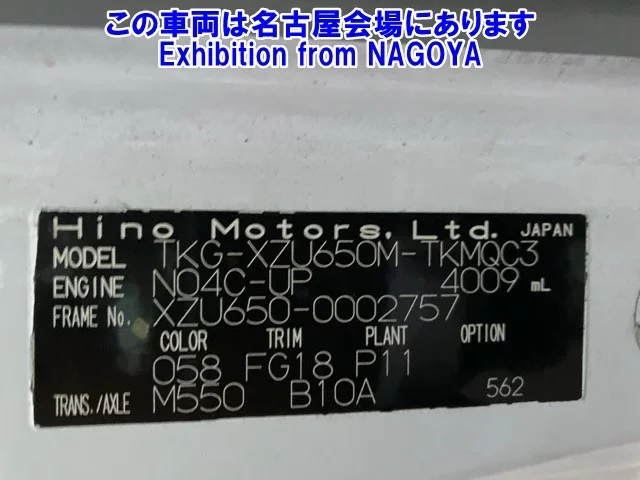 この車両は名古屋会場にあります
Exhibition from NAGOYA
Hino Motors, Ltd. JAPAN
MODEL TKG-XZU650M-TKMQC3
ENGINE N04C-UP 4009 mL
FRAME No. XZU650-0002757
COLOR TRIM PLANT OPTION
058 FG18 P11
TRANS./AXLE M550 B10A 562